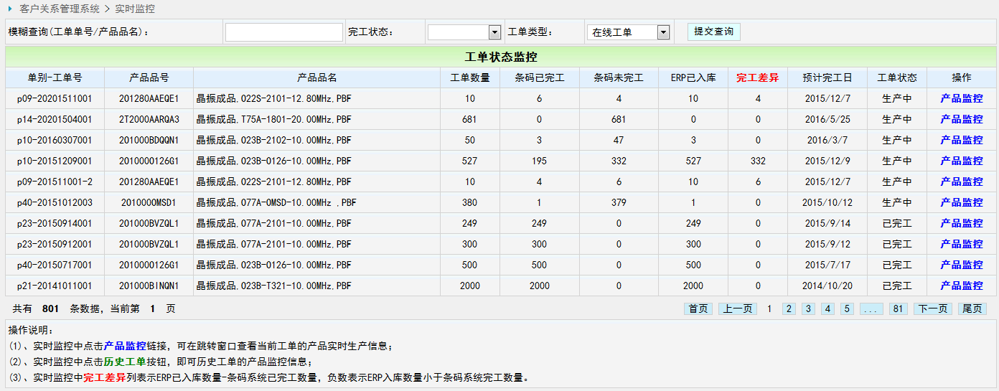 客户关系管理系统 > 实时监控
模糊查询(工单单号/产品品名): 完工状态: 工单类型: 在线工单 提交查询
工单状态监控
单别-工单号 产品品号 产品品名 工单数量 条码已完工 条码未完工 ERP已入库 完工差异 预计完工日 工单状态 操作
p09-20201511001 201280AAEQE1 晶振成品,022S-2101-12.80MHz,PBF 10 6 4 10 4 2015/12/7 生产中 产品监控
p14-20201504001 2T2000AARQA3 晶振成品,T75A-1801-20.00MHz,PBF 681 0 681 0 0 2016/5/25 生产中 产品监控
p10-20160307001 201000BDQQN1 晶振成品,023B-2102-10.00MHz,PBF 50 3 47 3 0 2016/3/7 生产中 产品监控
p10-20151209001 2010000126G1 晶振成品,023B-0126-10.00MHz,PBF 527 195 332 527 332 2015/12/9 生产中 产品监控
p09-201511001-2 201280AAEQE1 晶振成品,022S-2101-12.80MHz,PBF 10 4 6 10 6 2015/12/7 生产中 产品监控
p40-20151012003 2010000MSD1 晶振成品,077A-0MSD-10.00MHz ,PBF 380 1 379 1 0 2015/10/12 生产中 产品监控
p23-20150914001 201000BVZQL1 晶振成品,077A-2101-10.00MHz,PBF 249 249 0 249 0 2015/9/14 已完工 产品监控
p23-20150912001 201000BVZQL1 晶振成品,077A-2101-10.00MHz,PBF 300 300 0 300 0 2015/9/12 已完工 产品监控
p40-20150717001 2010000126G1 晶振成品,023B-0126-10.00MHz,PBF 500 500 0 500 0 2015/7/17 已完工 产品监控
p21-20141011001 201000BINQN1 晶振成品,023B-T321-10.00MHz,PBF 2000 2000 0 2000 0 2014/10/20 已完工 产品监控
共有 801 条数据, 当前第 1 页 首页 上一页 1 2 3 4 5 ... 81 下一页 尾页
操作说明:
(1)、实时监控中点击产品监控链接, 可在跳转窗口查看当前工单的产品实时生产信息;
(2)、实时监控中点击历史工单按钮, 即可历史工单的产品监控信息;
(3)、实时监控中完工差异列表示ERP已入库数量-条码系统已完工数量, 负数表示ERP入库数量小于条码系统完工数量。